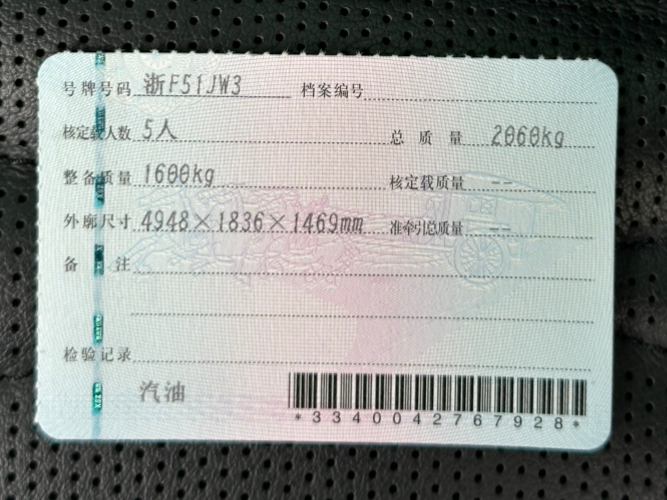 号牌号码 浙F51JW3 档案编号
核定载人数 5人 总质量 2060kg
整备质量 1600kg 核定载质量 --
外廓尺寸 4948×1836×1469mm 准牵引总质量 --
备注
检验记录
汽油
*3340042767928*